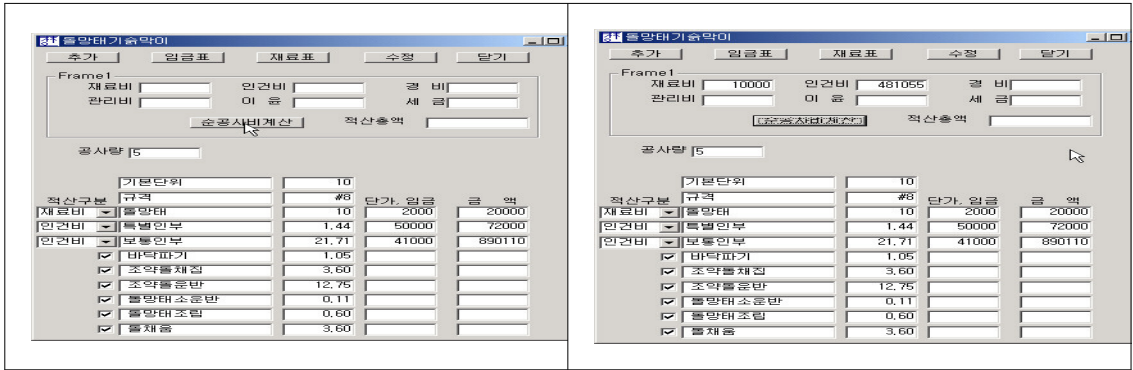 돌망태기슭막이
추가 임금표 재료표 수정 닫기
Frame1
재료비 인건비 경 비
관리비 이 윤 세 금
순공사비계산 적산총액
공사량 5
기본단위 10
적산구분 규격 #8 단가, 임금 금 액
재료비 돌망태 10 2000 20000
인건비 특별인부 1.44 50000 72000
인건비 보통인부 21.71 41000 890110
바닥파기 1.05
조약돌채집 3.60
조약돌운반 12.75
돌망태소운반 0.11
돌망태조립 0.60
돌채움 3.60
돌망태기슭막이
추가 임금표 재료표 수정 닫기
Frame1
재료비 10000 인건비 481055 경 비
관리비 이 윤 세 금
순공사비계산 적산총액
공사량 5
기본단위 10
적산구분 규격 #8 단가, 임금 금 액
재료비 돌망태 10 2000 20000
인건비 특별인부 1.44 50000 72000
인건비 보통인부 21.71 41000 890110
바닥파기 1.05
조약돌채집 3.60
조약돌운반 12.75
돌망태소운반 0.11
돌망태조립 0.60
돌채움 3.60